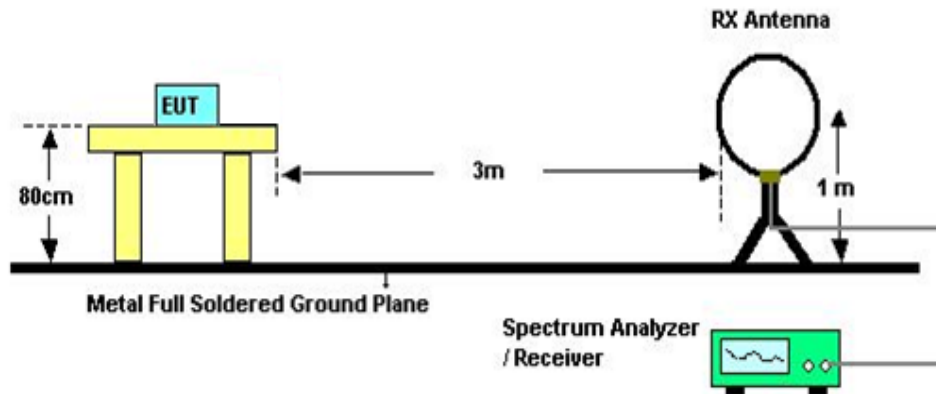 RX Antenna
EUT
3m
80cm
1 m
Metal Full Soldered Ground Plane
Spectrum Analyzer
/ Receiver